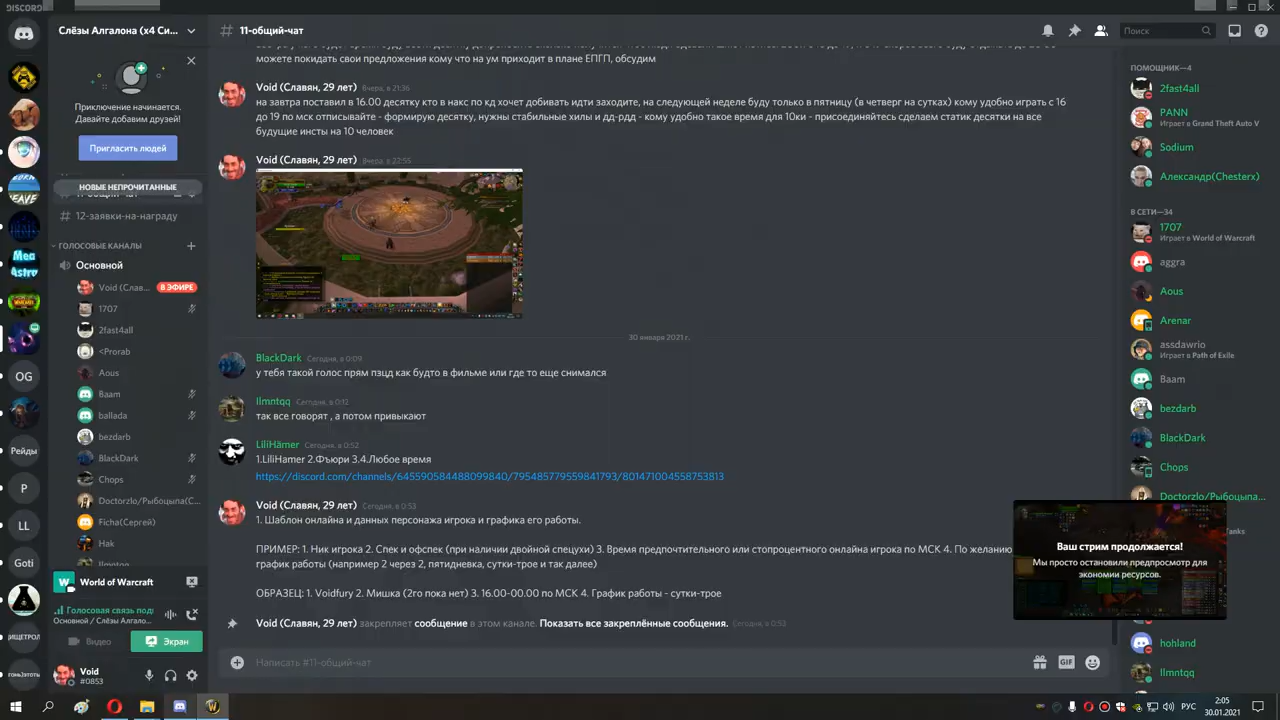 DISCORD
Слёзы Алгалона (x4 Си...
11-общий-чат
Поиск
можете покидать свои предложения кому что на ум приходит в плане ЕПГП, обсудим
Приключение начинается.
Давайте добавим друзей!
Пригласить людей
НОВЫЕ НЕПРОЧИТАННЫЕ
12-заявки-на-награду
ГОЛОСОВЫЕ КАНАЛЫ
Основной
Void (Слав...
В ЭФИРЕ
1707
2fast4all
<Prorab
Aous
Baam
ballada
bezdarb
BlackDark
Chops
Doctorzlo/Рыбоцыпа(С...
Ficha(Сергей)
Hak
Ilmntqq
World of Warcraft
Голосовая связь подк
Основной / Слёзы Алгало...
Видео
Экран
Void
#0853
OG
Рейды
LL
Goti
Void (Славян, 29 лет) Вчера, в 21:36
на завтра поставил в 16.00 десятку кто в накс по кд хочет добивать идти заходите, на следующей неделе буду только в пятницу (в четверг на сутках) кому удобно играть с 16
до 19 по мск отписывайте - формирую десятку, нужны стабильные хилы и дд-рдд - кому удобно такое время для 10ки - присоединяйтесь сделаем статик десятки на все
будущие инсты на 10 человек
Void (Славян, 29 лет) Вчера, в 22:55
30 января 2021 г.
BlackDark Сегодня, в 0:09
у тебя такой голос прям пзцд как будто в фильме или где то еще снимался
Ilmntqq Сегодня, в 0:12
так все говорят , а потом привыкают
LiliHämer Сегодня, в 0:52
1.LiliHamer 2.Фъюри 3.4.Любое время
https://discord.com/channels/645590584488099840/795485779559841793/801471004558753813
Void (Славян, 29 лет) Сегодня, в 0:53
1. Шаблон онлайна и данных персонажа игрока и графика его работы.
ПРИМЕР: 1. Ник игрока 2. Спек и офспек (при наличии двойной спецухи) 3. Время предпочтительного или стопроцентного онлайна игрока по МСК 4. По желанию
график работы (например 2 через 2, пятидневка, сутки-трое и так далее)
ОБРАЗЕЦ: 1. Voidfury 2. Мишка (2го пока нет) 3. 16.00-00.00 по МСК 4. График работы - сутки-трое
Void (Славян, 29 лет) закрепляет сообщение в этом канале. Показать все закреплённые сообщения. Сегодня, в 0:53
Написать #11-общий-чат
GIF
ПОМОЩНИК—4
2fast4all
PANN
Играет в Grand Theft Auto V
Sodium
Александр(Chesterx)
В СЕТИ—34
1707
Играет в World of Warcraft
aggra
Aous
Arenar
assdawrio
Играет в Path of Exile
Baam
bezdarb
BlackDark
Chops
Doctorzlo/Рыбоцыпа...
Tanks
Ваш стрим продолжается!
Мы просто остановили предпросмотр для
экономии ресурсов.
hohland
Ilmntqq
РУС
2:05
30.01.2021